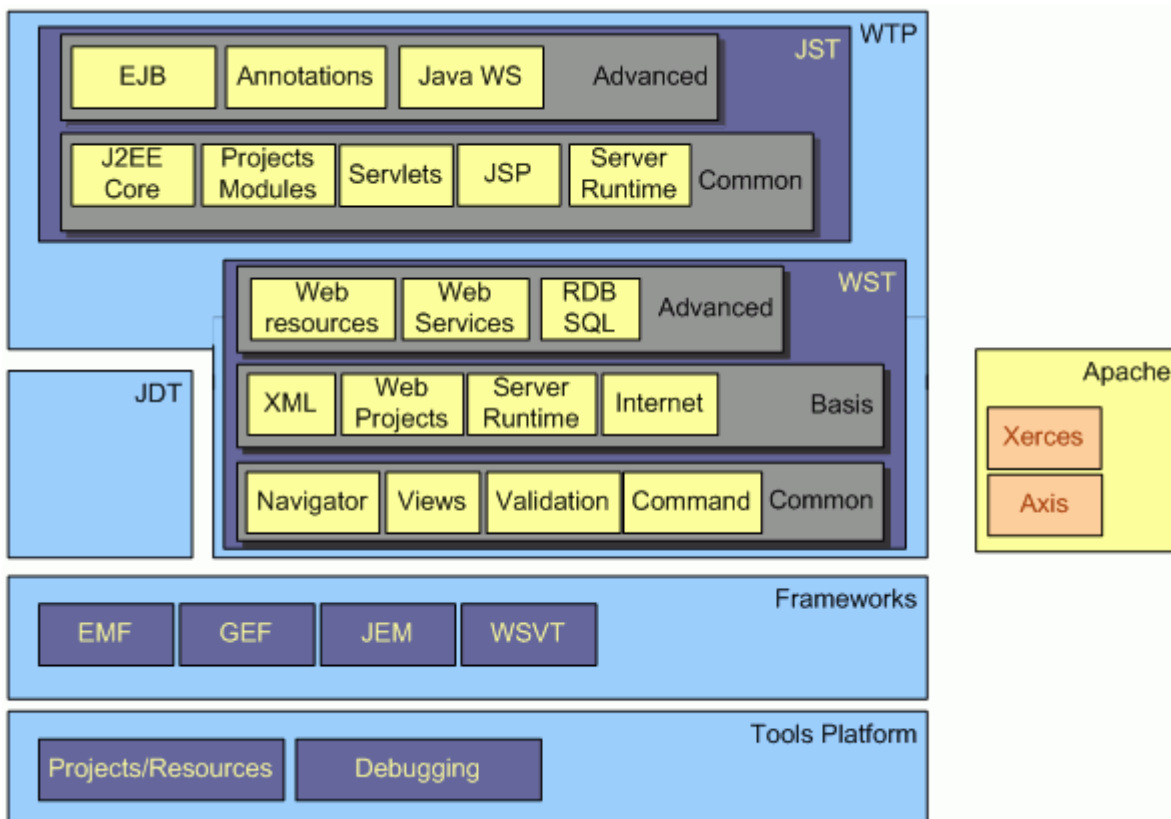 WTP
JST
EJB
Annotations
Java WS
Advanced
J2EE
Core
Projects
Modules
Servlets
JSP
Server
Runtime
Common
WST
Web
resources
Web
Services
RDB
SQL
Advanced
JDT
XML
Web
Projects
Server
Runtime
Internet
Basis
Navigator
Views
Validation
Command
Common
Apache
Xerces
Axis
Frameworks
EMF
GEF
JEM
WSVT
Tools Platform
Projects/Resources
Debugging